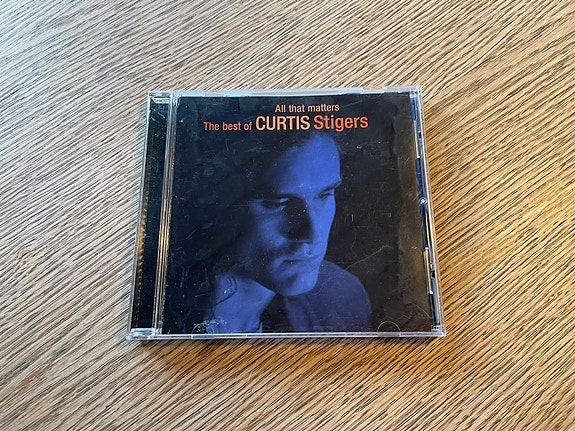 All that matters
The best of CURTIS Stigers